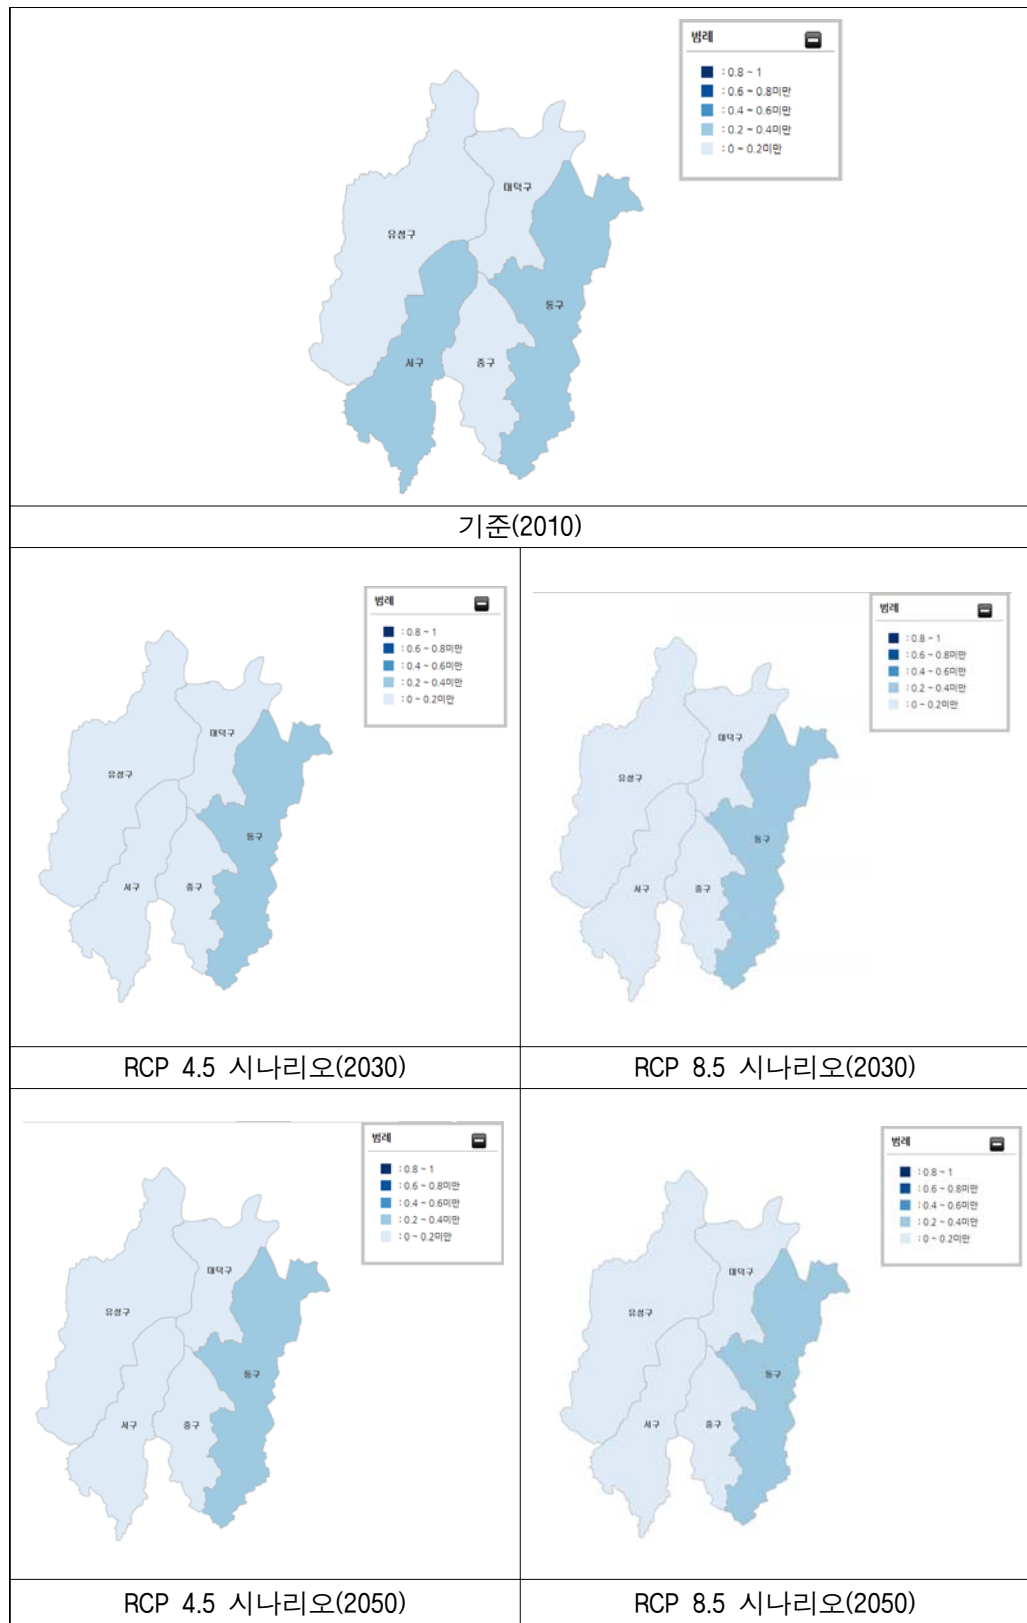 범례
: 0.8 ~ 1
: 0.6 ~ 0.8미만
: 0.4 ~ 0.6미만
: 0.2 ~ 0.4미만
: 0 ~ 0.2미만
대덕구
유성구
동구
서구
중구
기준(2010)
범례
: 0.8 ~ 1
: 0.6 ~ 0.8미만
: 0.4 ~ 0.6미만
: 0.2 ~ 0.4미만
: 0 ~ 0.2미만
대덕구
유성구
동구
서구
중구
범례
: 0.8 ~ 1
: 0.6 ~ 0.8미만
: 0.4 ~ 0.6미만
: 0.2 ~ 0.4미만
: 0 ~ 0.2미만
대덕구
유성구
동구
서구
중구
RCP 4.5 시나리오(2030)
RCP 8.5 시나리오(2030)
범례
: 0.8 ~ 1
: 0.6 ~ 0.8미만
: 0.4 ~ 0.6미만
: 0.2 ~ 0.4미만
: 0 ~ 0.2미만
대덕구
유성구
동구
서구
중구
범례
: 0.8 ~ 1
: 0.6 ~ 0.8미만
: 0.4 ~ 0.6미만
: 0.2 ~ 0.4미만
: 0 ~ 0.2미만
대덕구
유성구
동구
서구
중구
RCP 4.5 시나리오(2050)
RCP 8.5 시나리오(2050)